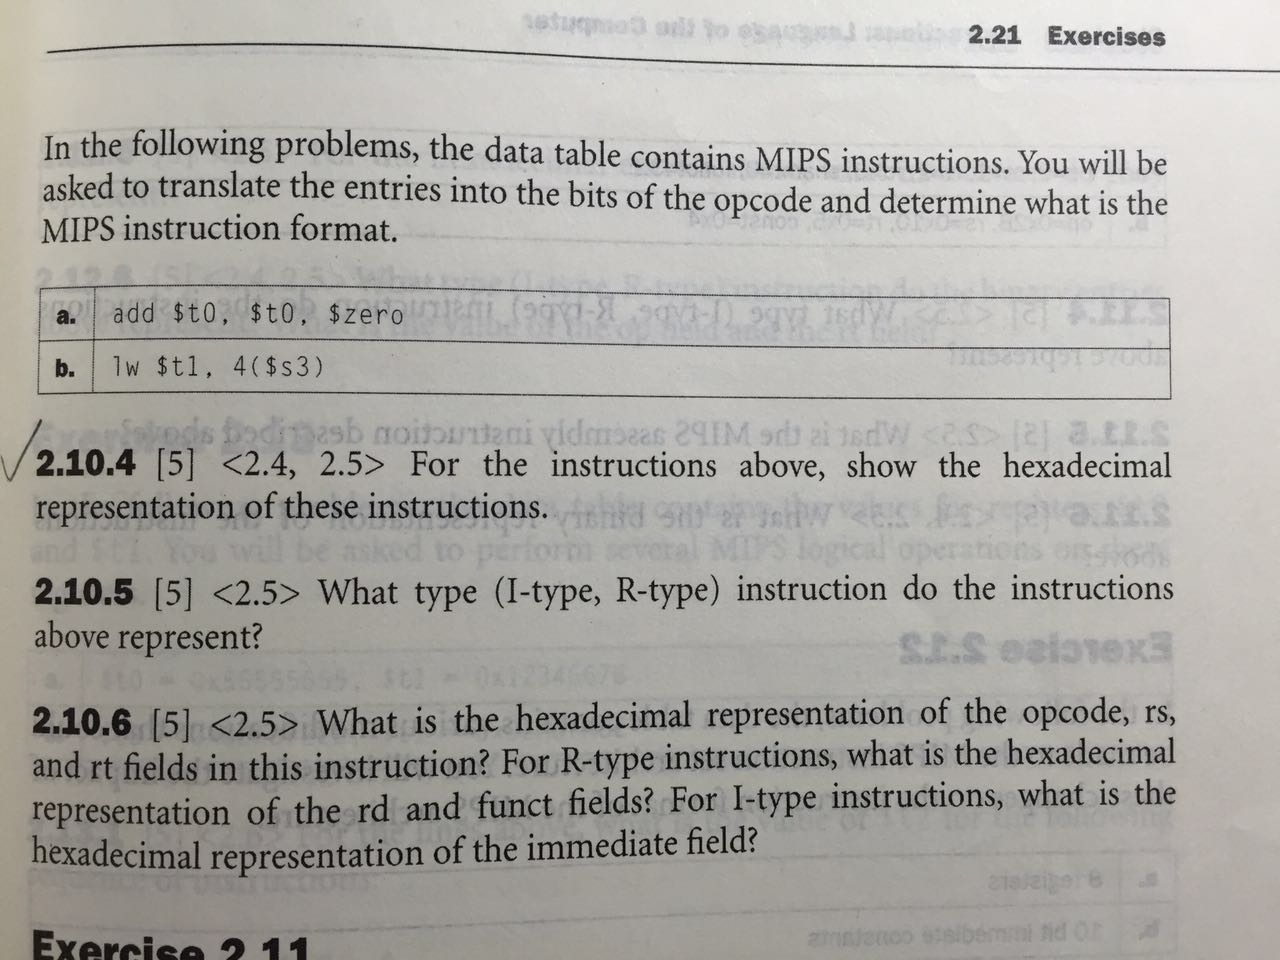 2.21 Exercises
In the following problems, the data table contains MIPS instructions. You will be
asked to translate the entries into the bits of the opcode and determine what is the
MIPS instruction format.
a. add $t0, $t0, $zero
b. lw $t1, 4($s3)
2.10.4 [5] <2.4, 2.5> For the instructions above, show the hexadecimal
representation of these instructions.
2.10.5 [5] <2.5> What type (I-type, R-type) instruction do the instructions
above represent?
2.10.6 [5] <2.5> What is the hexadecimal representation of the opcode, rs,
and rt fields in this instruction? For R-type instructions, what is the hexadecimal
representation of the rd and funct fields? For I-type instructions, what is the
hexadecimal representation of the immediate field?
Exercise 2.11